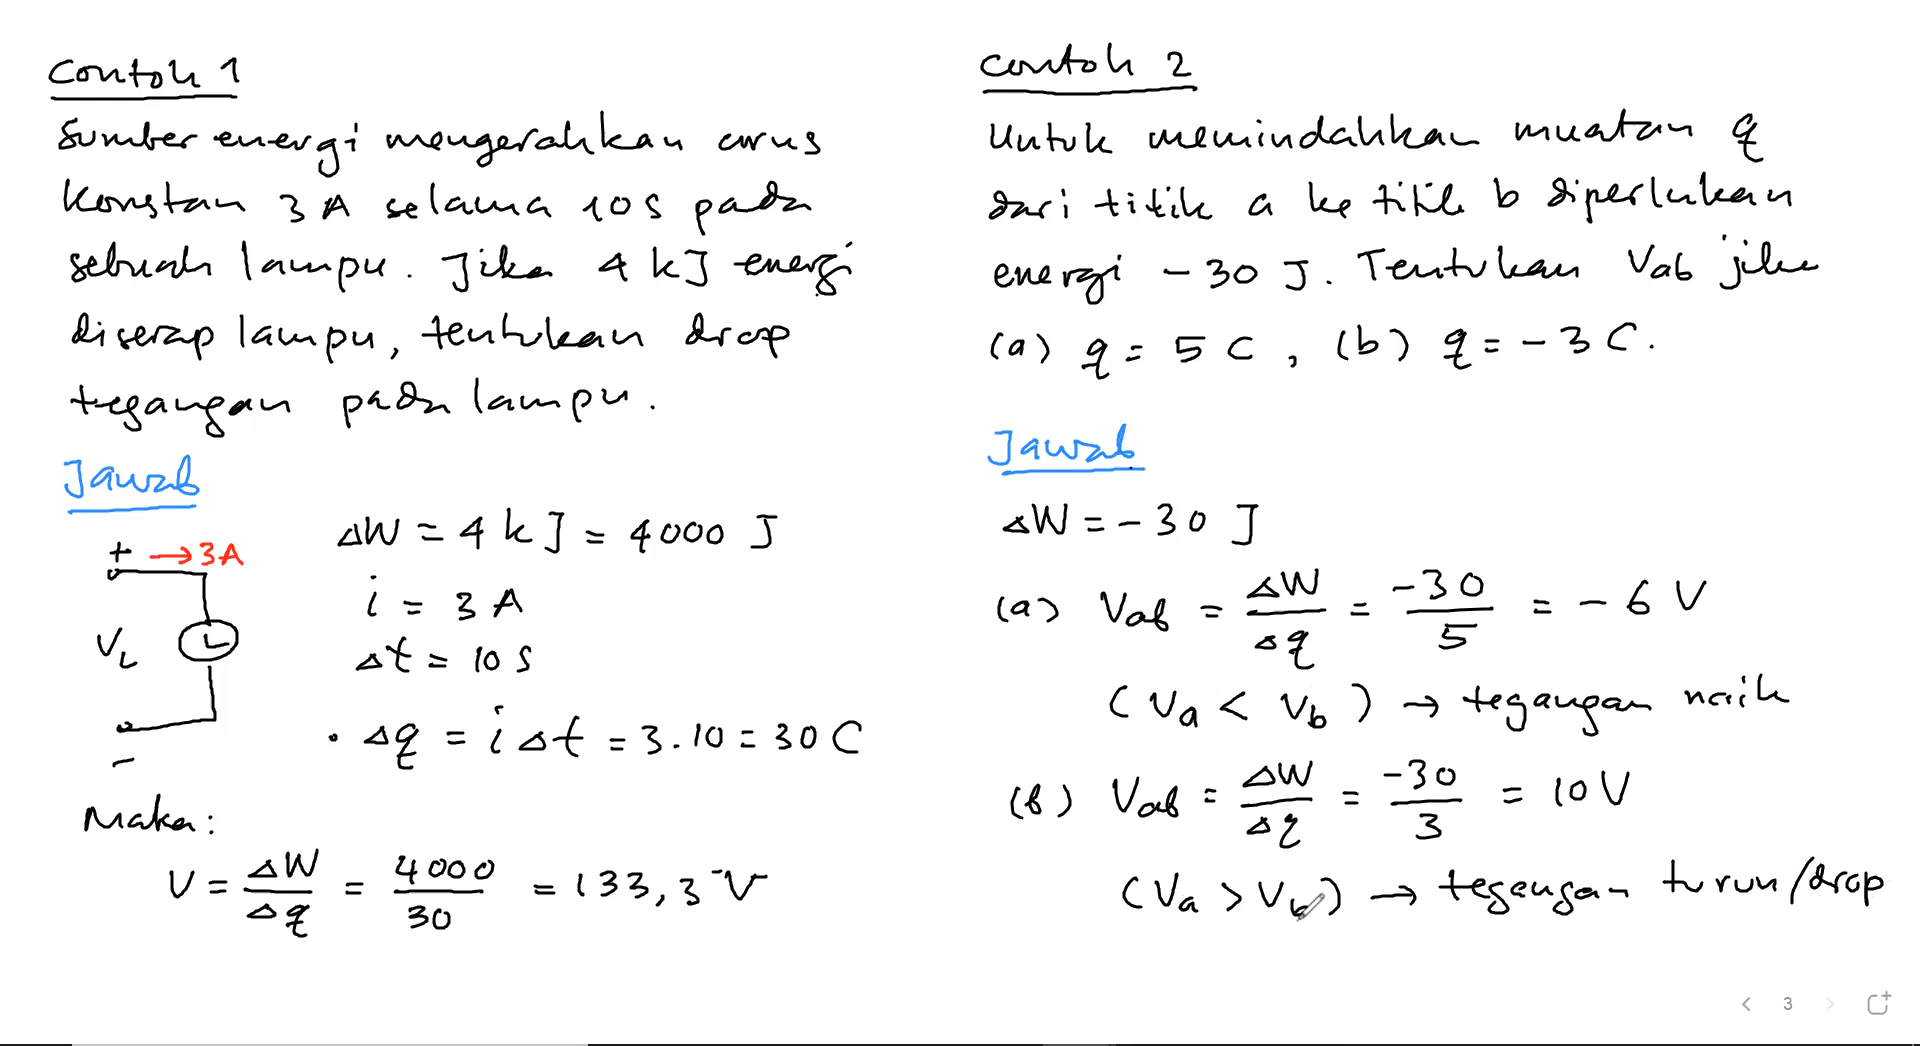 Contoh 1
Sumber energi mengerahkan arus
konstan 3 A selama 10 s pada
sebuah lampu. Jika 4 kJ energi
diserap lampu, tentukan drop
tegangan pada lampu.
Jawab
+ → 3A
V_L
L
−
ΔW = 4 kJ = 4000 J
i = 3 A
Δt = 10 s
• Δq = i Δt = 3.10 = 30 C
Maka:
V = ΔW/Δq = 4000/30 = 133,3 V
Contoh 2
Untuk memindahkan muatan q
dari titik a ke titik b diperlukan
energi -30 J. Tentukan Vab jika
(a) q = 5 C, (b) q = -3 C.
Jawab
ΔW = -30 J
(a) Vab = ΔW/Δq = -30/5 = -6 V
(Va < Vb) → tegangan naik
(b) Vab = ΔW/Δq = -30/3 = 10 V
(Va > Vb) → tegangan turun/drop
3